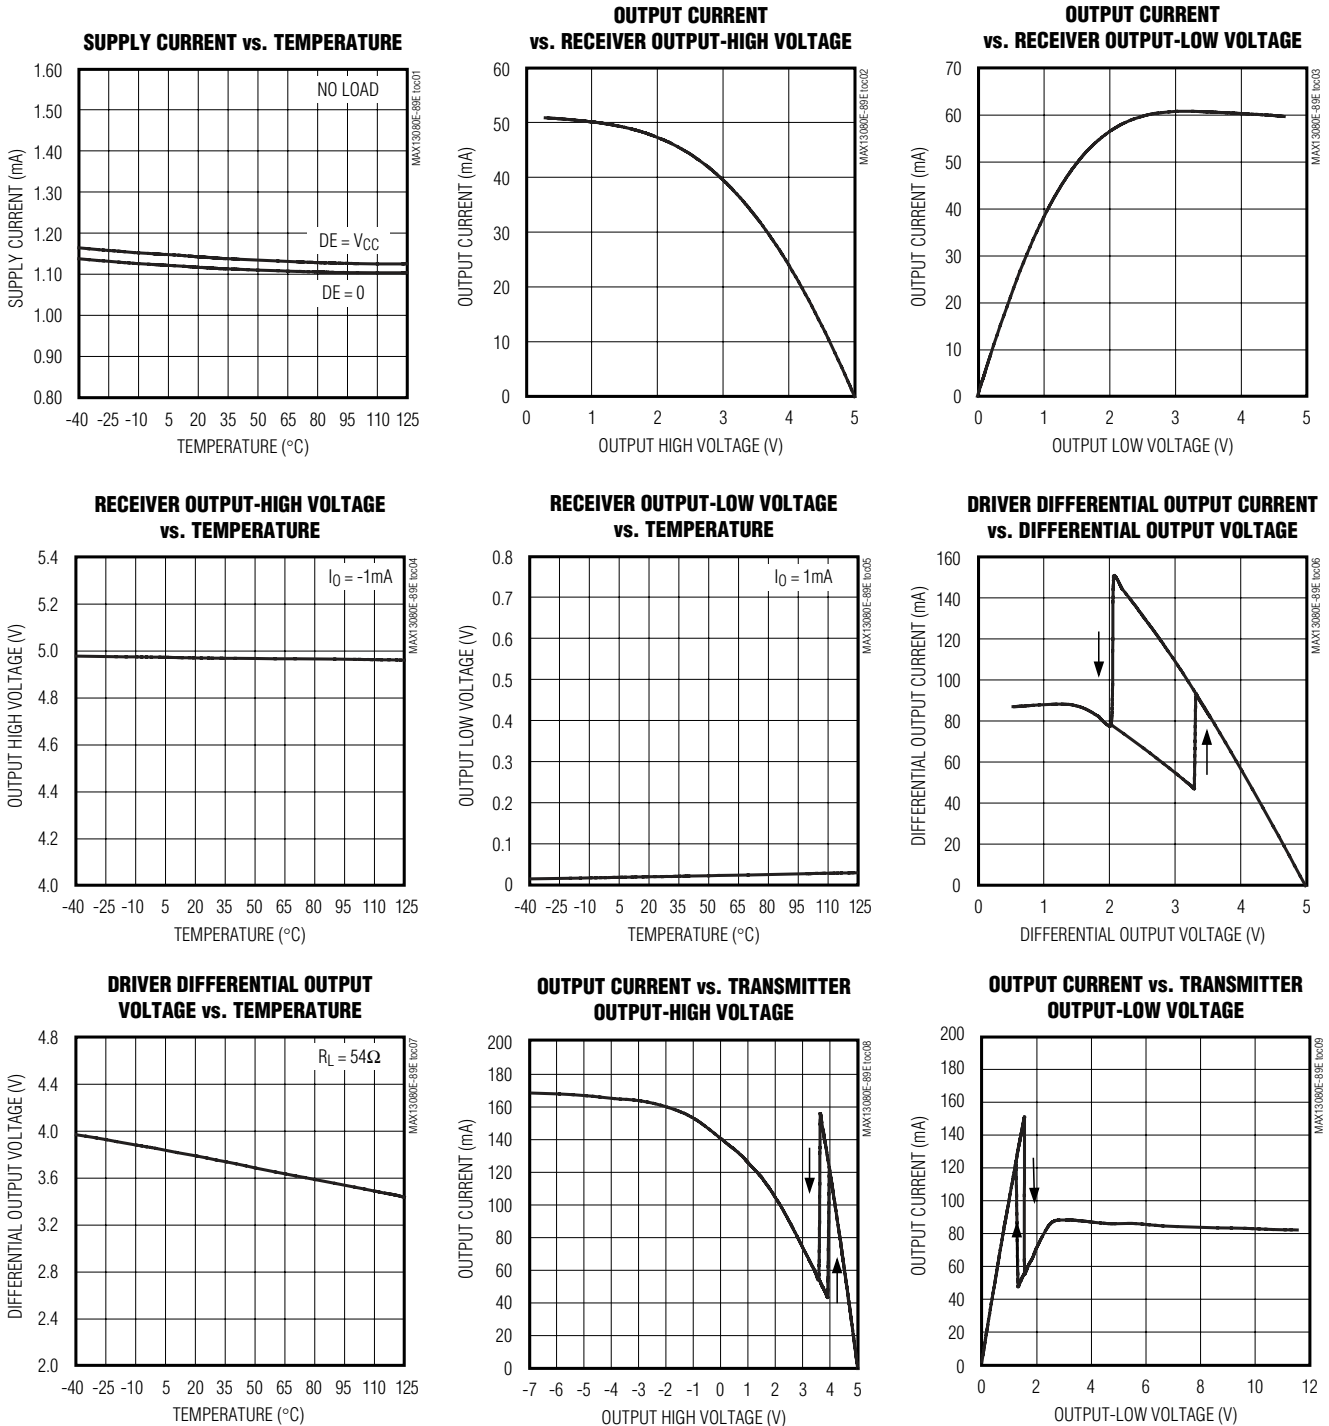 SUPPLY CURRENT vs. TEMPERATURE
SUPPLY CURRENT (mA)
1.60
1.50
1.40
1.30
1.20
1.10
1.00
0.90
0.80
NO LOAD
DE = VCC
DE = 0
MAX13080E-89E toc01
-40 -25 -10 5 20 35 50 65 80 95 110 125
TEMPERATURE (°C)
OUTPUT CURRENT
vs. RECEIVER OUTPUT-HIGH VOLTAGE
OUTPUT CURRENT (mA)
60
50
40
30
20
10
0
MAX13080E-89E toc02
0 1 2 3 4 5
OUTPUT HIGH VOLTAGE (V)
OUTPUT CURRENT
vs. RECEIVER OUTPUT-LOW VOLTAGE
OUTPUT CURRENT (mA)
70
60
50
40
30
20
10
0
MAX13080E-89E toc03
0 1 2 3 4 5
OUTPUT LOW VOLTAGE (V)
RECEIVER OUTPUT-HIGH VOLTAGE
vs. TEMPERATURE
OUTPUT HIGH VOLTAGE (V)
5.4
5.2
5.0
4.8
4.6
4.4
4.2
4.0
IO = -1mA
MAX13080E-89E toc04
-40 -25 -10 5 20 35 50 65 80 95 110 125
TEMPERATURE (°C)
RECEIVER OUTPUT-LOW VOLTAGE
vs. TEMPERATURE
OUTPUT LOW VOLTAGE (V)
0.8
0.7
0.6
0.5
0.4
0.3
0.2
0.1
0
IO = 1mA
MAX13080E-89E toc05
-40 -25 -10 5 20 35 50 65 80 95 110 125
TEMPERATURE (°C)
DRIVER DIFFERENTIAL OUTPUT CURRENT
vs. DIFFERENTIAL OUTPUT VOLTAGE
DIFFERENTIAL OUTPUT CURRENT (mA)
160
140
120
100
80
60
40
20
0
MAX13080E-89E toc06
0 1 2 3 4 5
DIFFERENTIAL OUTPUT VOLTAGE (V)
DRIVER DIFFERENTIAL OUTPUT
VOLTAGE vs. TEMPERATURE
DIFFERENTIAL OUTPUT VOLTAGE (V)
4.8
4.4
4.0
3.6
3.2
2.8
2.4
2.0
RL = 54Ω
MAX13080E-89E toc07
-40 -25 -10 5 20 35 50 65 80 95 110 125
TEMPERATURE (°C)
OUTPUT CURRENT vs. TRANSMITTER
OUTPUT-HIGH VOLTAGE
OUTPUT CURRENT (mA)
200
180
160
140
120
100
80
60
40
20
0
MAX13080E-89E toc08
-7 -6 -5 -4 -3 -2 -1 0 1 2 3 4 5
OUTPUT HIGH VOLTAGE (V)
OUTPUT CURRENT vs. TRANSMITTER
OUTPUT-LOW VOLTAGE
OUTPUT CURRENT (mA)
200
180
160
140
120
100
80
60
40
20
0
MAX13080E-89E toc09
0 2 4 6 8 10 12
OUTPUT-LOW VOLTAGE (V)